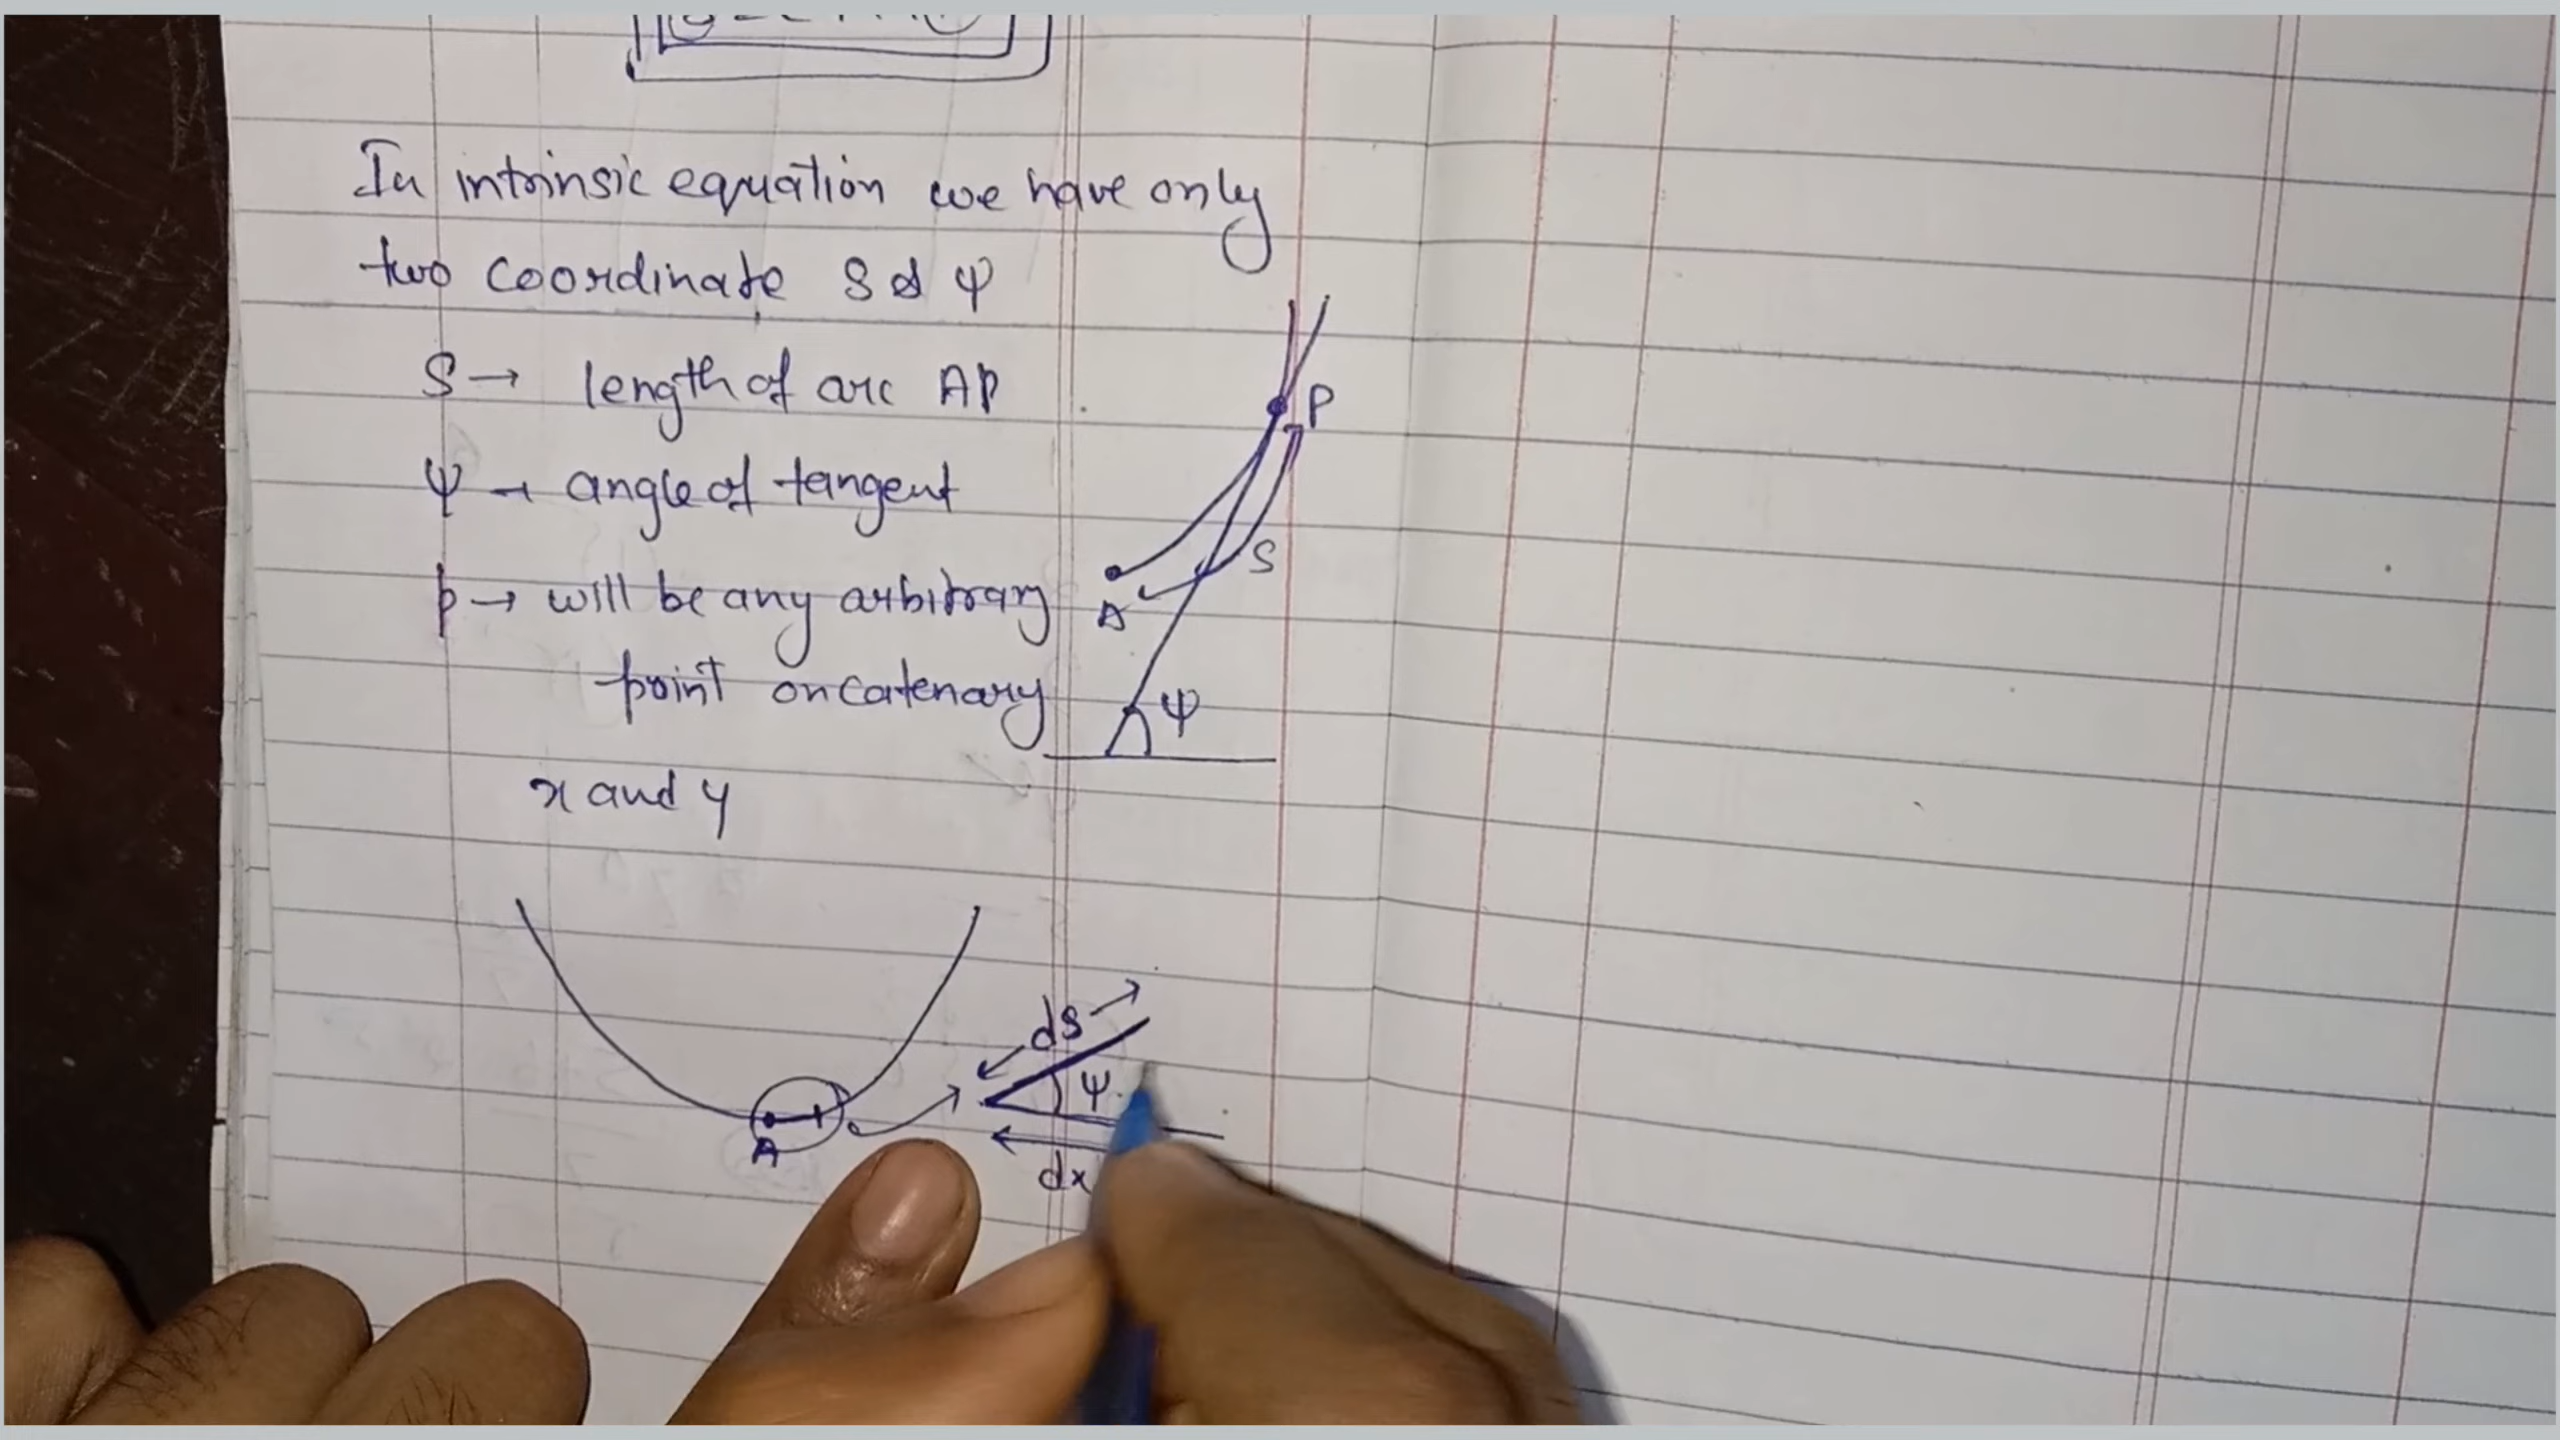 In intrinsic equation we have only
two coordinate S & ψ
S → length of arc AP
ψ → angle of tangent
P → will be any arbitrary
point on catenary
P
S
A
ψ
x and y
ds
ψ
A
dx